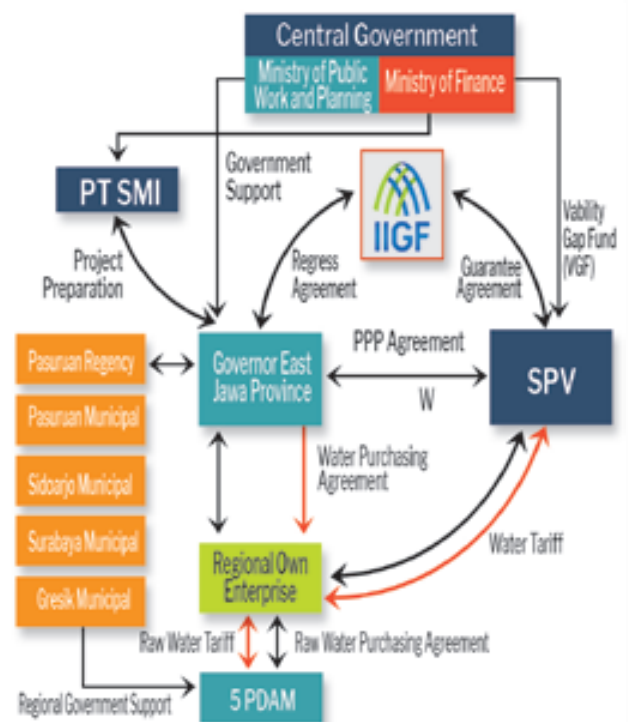 Central Government
Ministry of Public
Work and Planning
Ministry of Finance
PT SMI
Government
Support
IIGF
Vability
Gap Fund
(VGF)
Project
Preparation
Regress
Agreement
Guarantee
Agreement
Pasuruan Regency
Governor East
Jawa Province
PPP Agreement
W
SPV
Pasuruan Municipal
Sidoarjo Municipal
Surabaya Municipal
Gresik Municipal
Water Purchasing
Agreement
Water Tariff
Regional Own
Enterprise
Raw Water
Tariff
Raw Water Purchasing Agreement
Regional Government
Support
5 PDAM